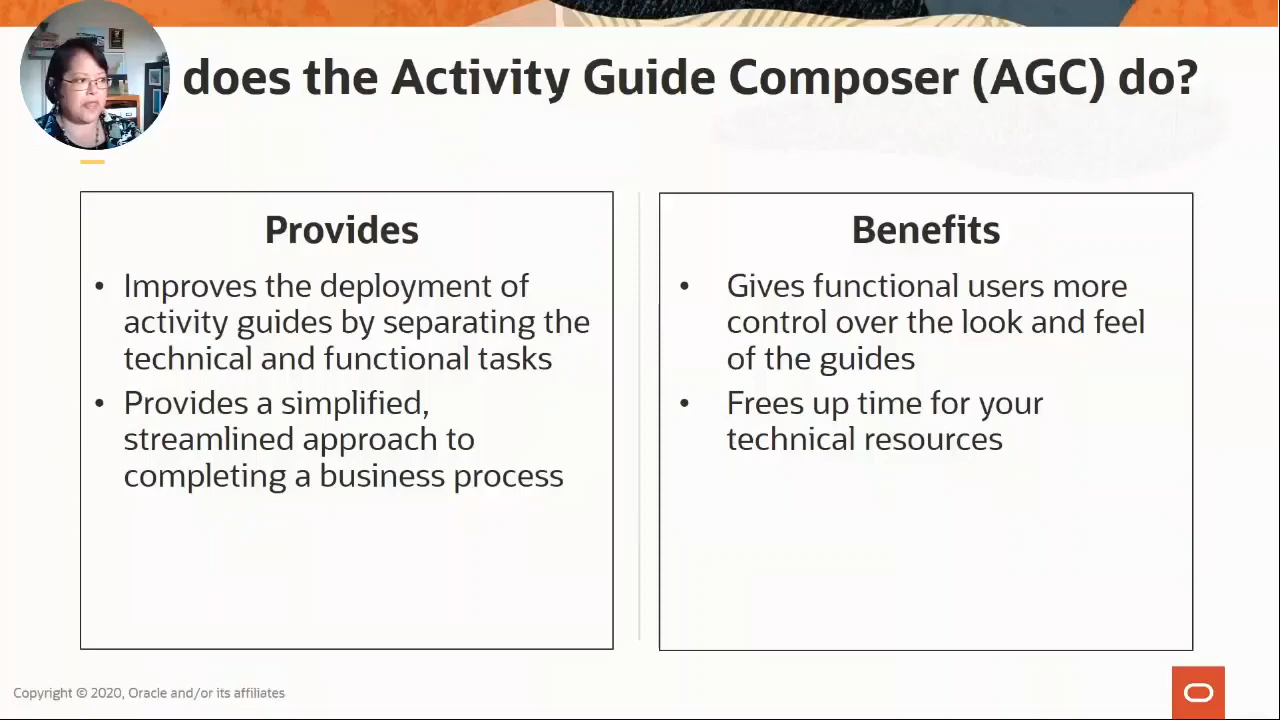 does the Activity Guide Composer (AGC) do?
Provides
• Improves the deployment of
activity guides by separating the
technical and functional tasks
• Provides a simplified,
streamlined approach to
completing a business process
Benefits
• Gives functional users more
control over the look and feel
of the guides
• Frees up time for your
technical resources
Copyright © 2020, Oracle and/or its affiliates